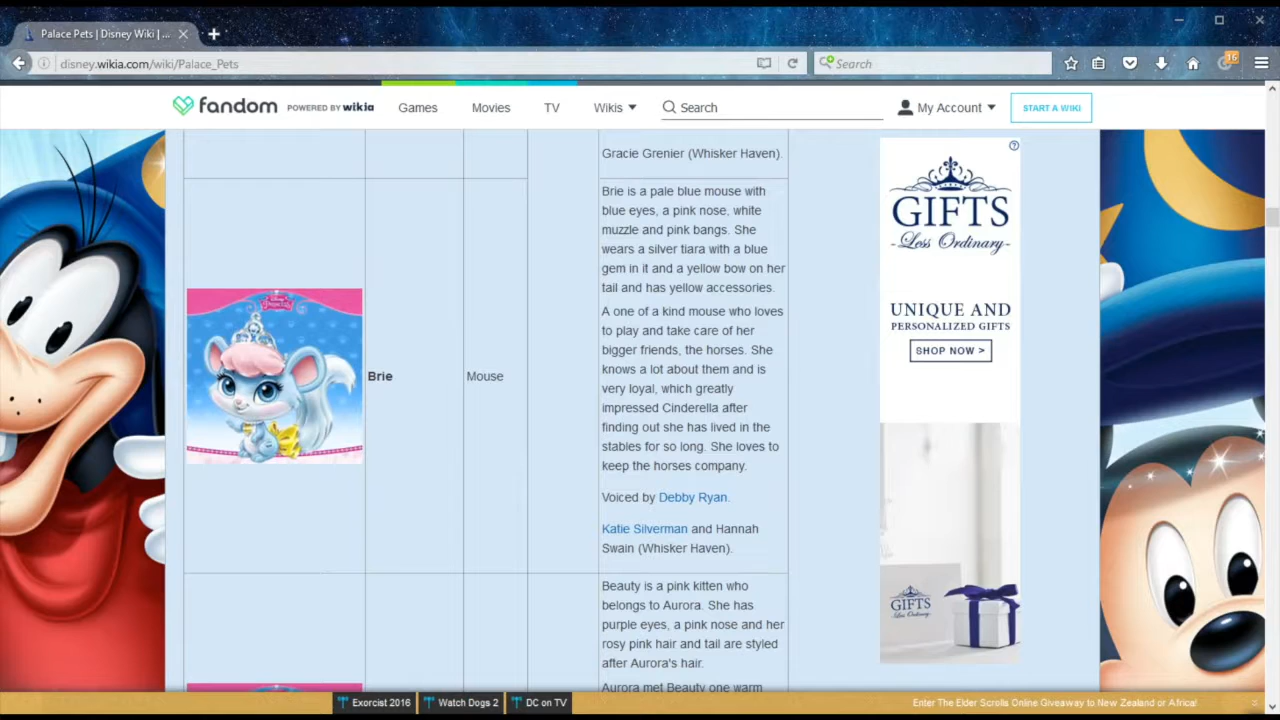 Palace Pets | Disney Wiki | ...
disney.wikia.com/wiki/Palace_Pets
Search
16
fandom POWERED BY wikia
Games
Movies
TV
Wikis
Search
My Account
START A WIKI
Gracie Grenier (Whisker Haven).
Brie
Mouse
Brie is a pale blue mouse with
blue eyes, a pink nose, white
muzzle and pink bangs. She
wears a silver tiara with a blue
gem in it and a yellow bow on her
tail and has yellow accessories.
A one of a kind mouse who loves
to play and take care of her
bigger friends, the horses. She
knows a lot about them and is
very loyal, which greatly
impressed Cinderella after
finding out she has lived in the
stables for so long. She loves to
keep the horses company.
Voiced by Debby Ryan.
Katie Silverman and Hannah
Swain (Whisker Haven).
Beauty is a pink kitten who
belongs to Aurora. She has
purple eyes, a pink nose and her
rosy pink hair and tail are styled
after Aurora's hair.
Aurora met Beauty one warm
GIFTS
-Less Ordinary-
UNIQUE AND
PERSONALIZED GIFTS
SHOP NOW >
GIFTS
Less Ordinary
Exorcist 2016
Watch Dogs 2
DC on TV
Enter The Elder Scrolls Online Giveaway to New Zealand or Africa!